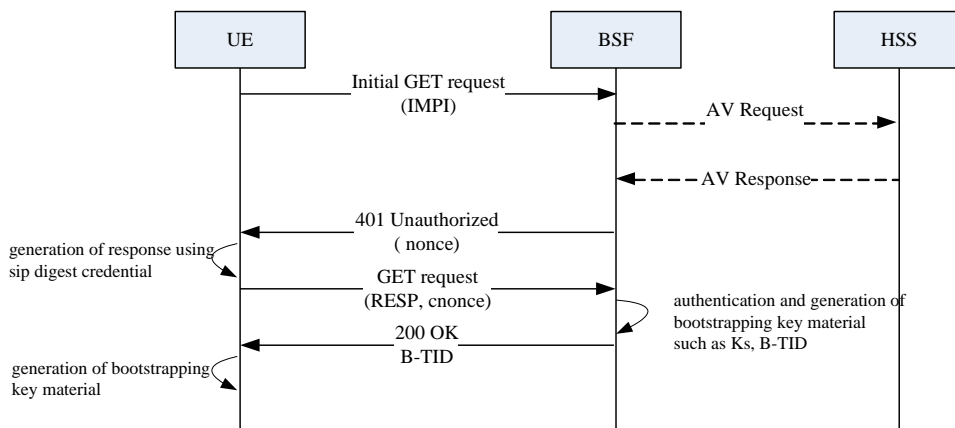 UE
BSF
HSS
Initial GET request
(IMPI)
AV Request
AV Response
401 Unauthorized
( nonce)
generation of response using
sip digest credential
GET request
(RESP, cnonce)
authentication and generation of
bootstrapping key material
such as Ks, B-TID
200 OK
B-TID
generation of bootstrapping
key material